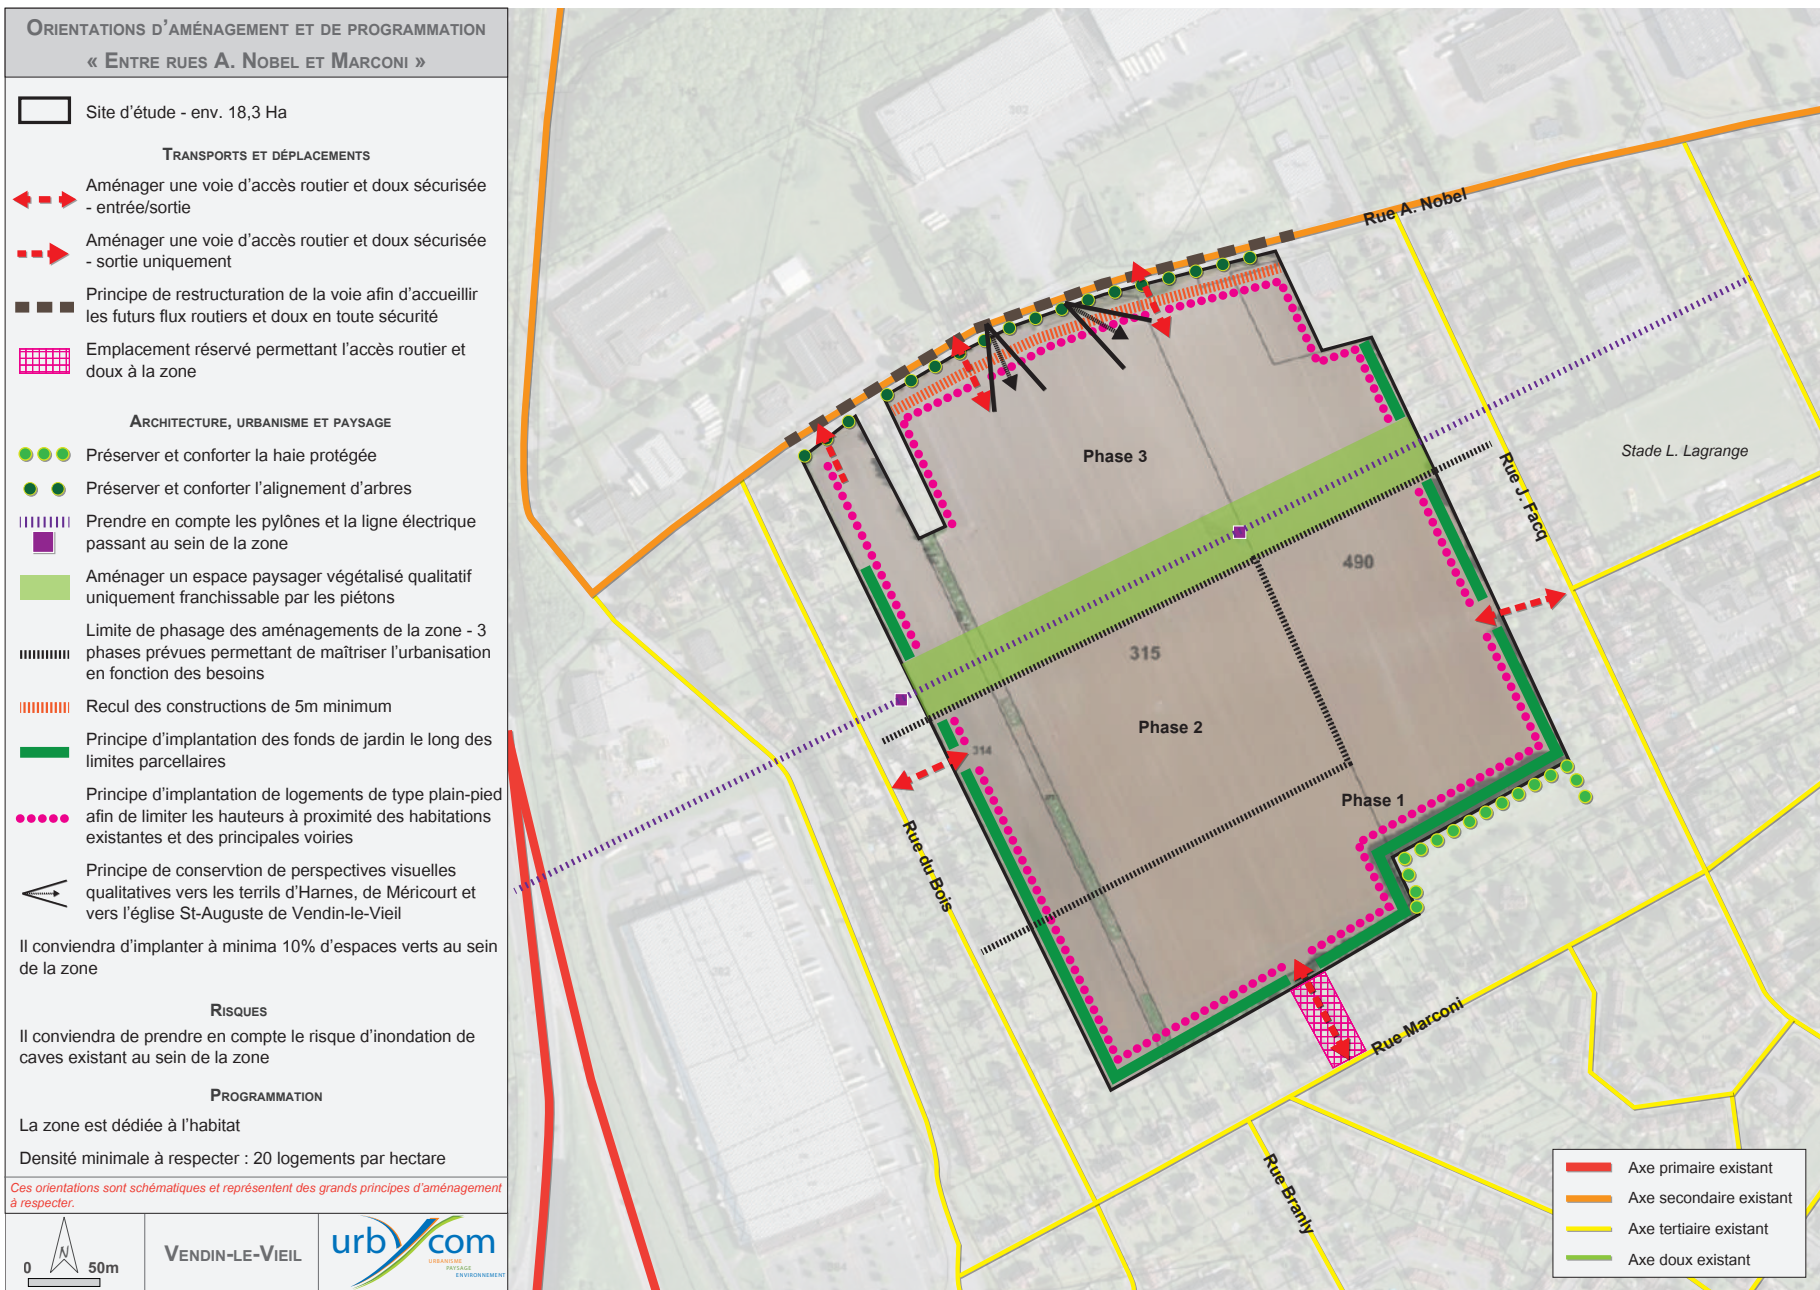 ORIENTATIONS D'AMÉNAGEMENT ET DE PROGRAMMATION
« ENTRE RUES A. NOBEL ET MARCONI »
Site d'étude - env. 18,3 Ha
TRANSPORTS ET DÉPLACEMENTS
Aménager une voie d'accès routier et doux sécurisée
- entrée/sortie
Aménager une voie d'accès routier et doux sécurisée
- sortie uniquement
Principe de restructuration de la voie afin d'accueillir
les futurs flux routiers et doux en toute sécurité
Emplacement réservé permettant l'accès routier et
doux à la zone
ARCHITECTURE, URBANISME ET PAYSAGE
Préserver et conforter la haie protégée
Préserver et conforter l'alignement d'arbres
Prendre en compte les pylônes et la ligne électrique
passant au sein de la zone
Aménager un espace paysager végétalisé qualitatif
uniquement franchissable par les piétons
Limite de phasage des aménagements de la zone - 3
phases prévues permettant de maîtriser l'urbanisation
en fonction des besoins
Recul des constructions de 5m minimum
Principe d'implantation des fonds de jardin le long des
limites parcellaires
Principe d'implantation de logements de type plain-pied
afin de limiter les hauteurs à proximité des habitations
existantes et des principales voiries
Principe de conservtion de perspectives visuelles
qualitatives vers les terrils d'Harnes, de Méricourt et
vers l'église St-Auguste de Vendin-le-Vieil
Il conviendra d'implanter à minima 10% d'espaces verts au sein
de la zone
RISQUES
Il conviendra de prendre en compte le risque d'inondation de
caves existant au sein de la zone
PROGRAMMATION
La zone est dédiée à l'habitat
Densité minimale à respecter : 20 logements par hectare
Ces orientations sont schématiques et représentent des grands principes d'aménagement
à respecter.
N
0 50m
VENDIN-LE-VIEIL
urbycom
URBANISME
PAYSAGE
ENVIRONNEMENT
Rue A. Nobel
Stade L. Lagrange
Phase 3
Rue J. Facq
490
315
Phase 2
314
Phase 1
Rue du Bois
Rue Marconi
Rue Branly
Axe primaire existant
Axe secondaire existant
Axe tertiaire existant
Axe doux existant